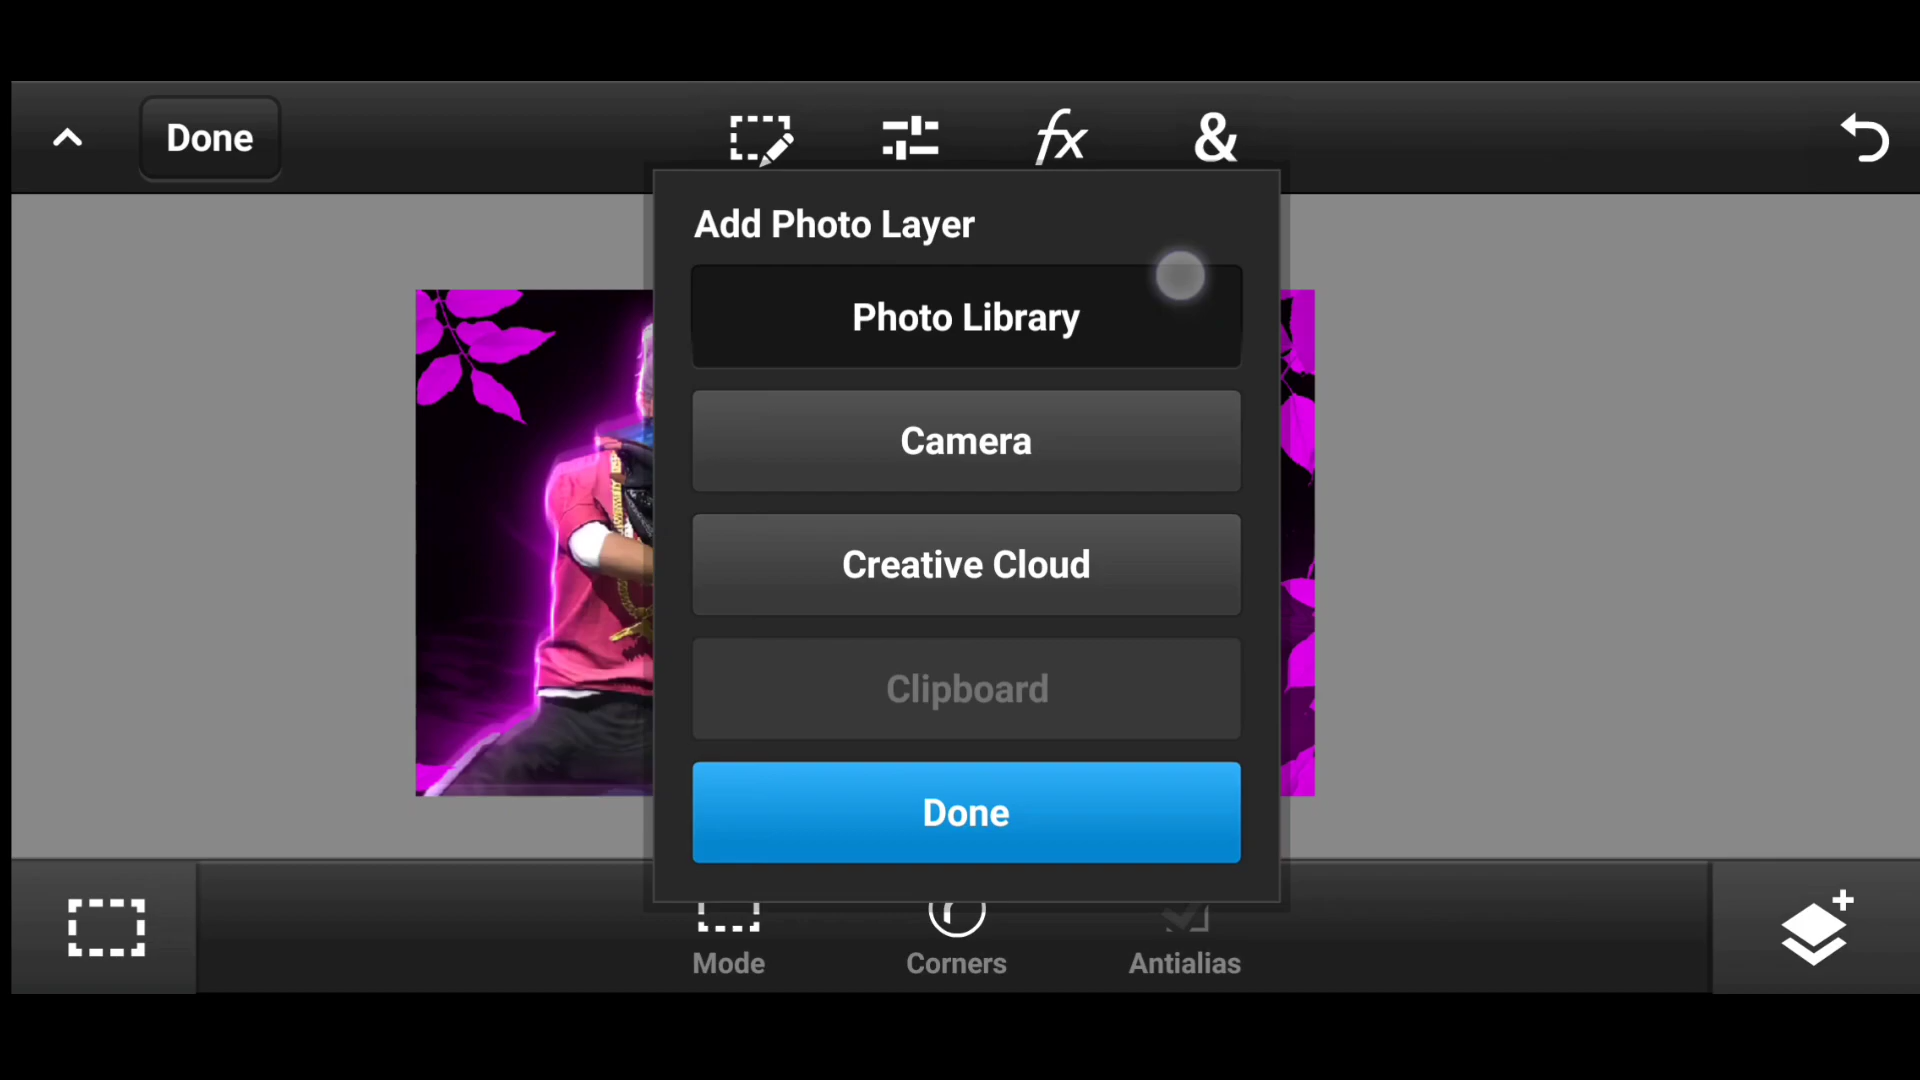 Done
fx
&
Add Photo Layer
Photo Library
Camera
Creative Cloud
Clipboard
Done
Mode
Corners
Antialias